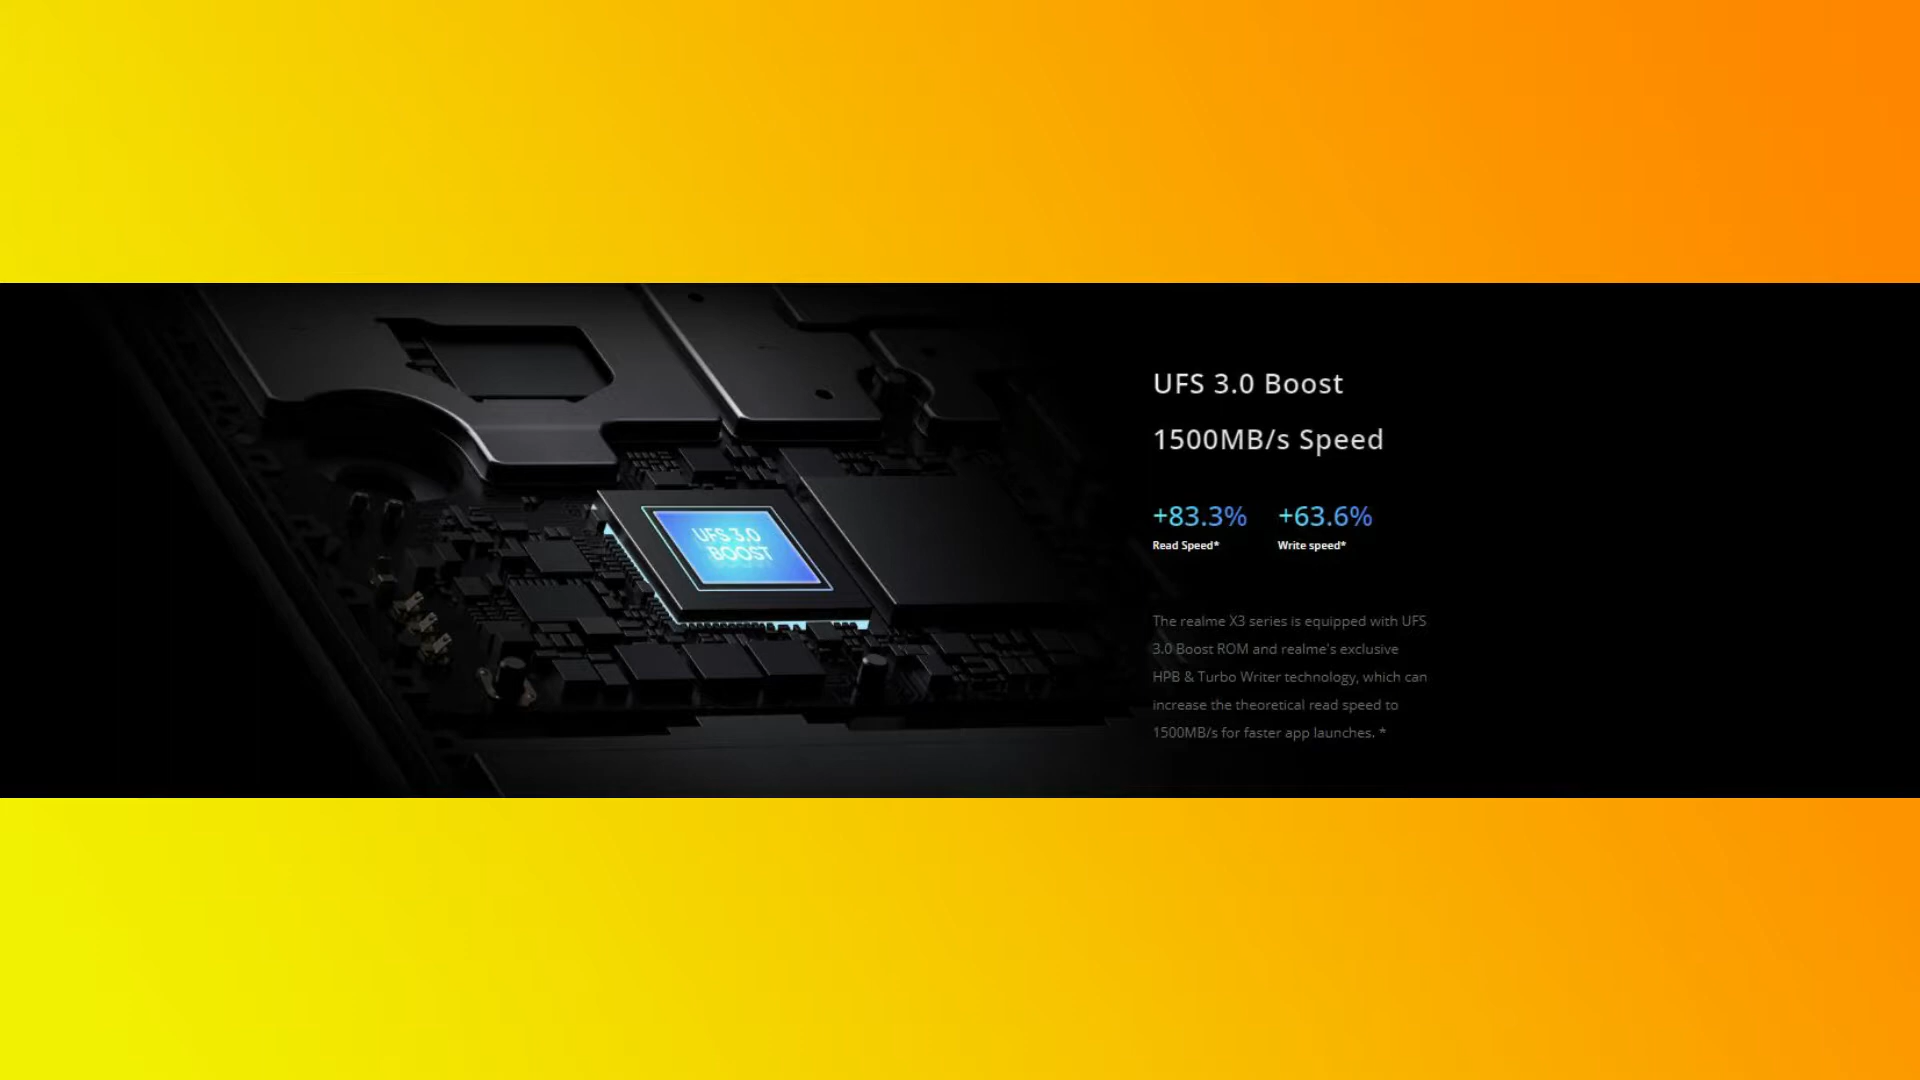 UFS 3.0 Boost
1500MB/s Speed
+83.3% +63.6%
Read Speed* Write speed*
The realme X3 series is equipped with UFS
3.0 Boost ROM and realme's exclusive
HPB & Turbo Writer technology, which can
increase the theoretical read speed to
1500MB/s for faster app launches. *
UFS 3.0
BOOST